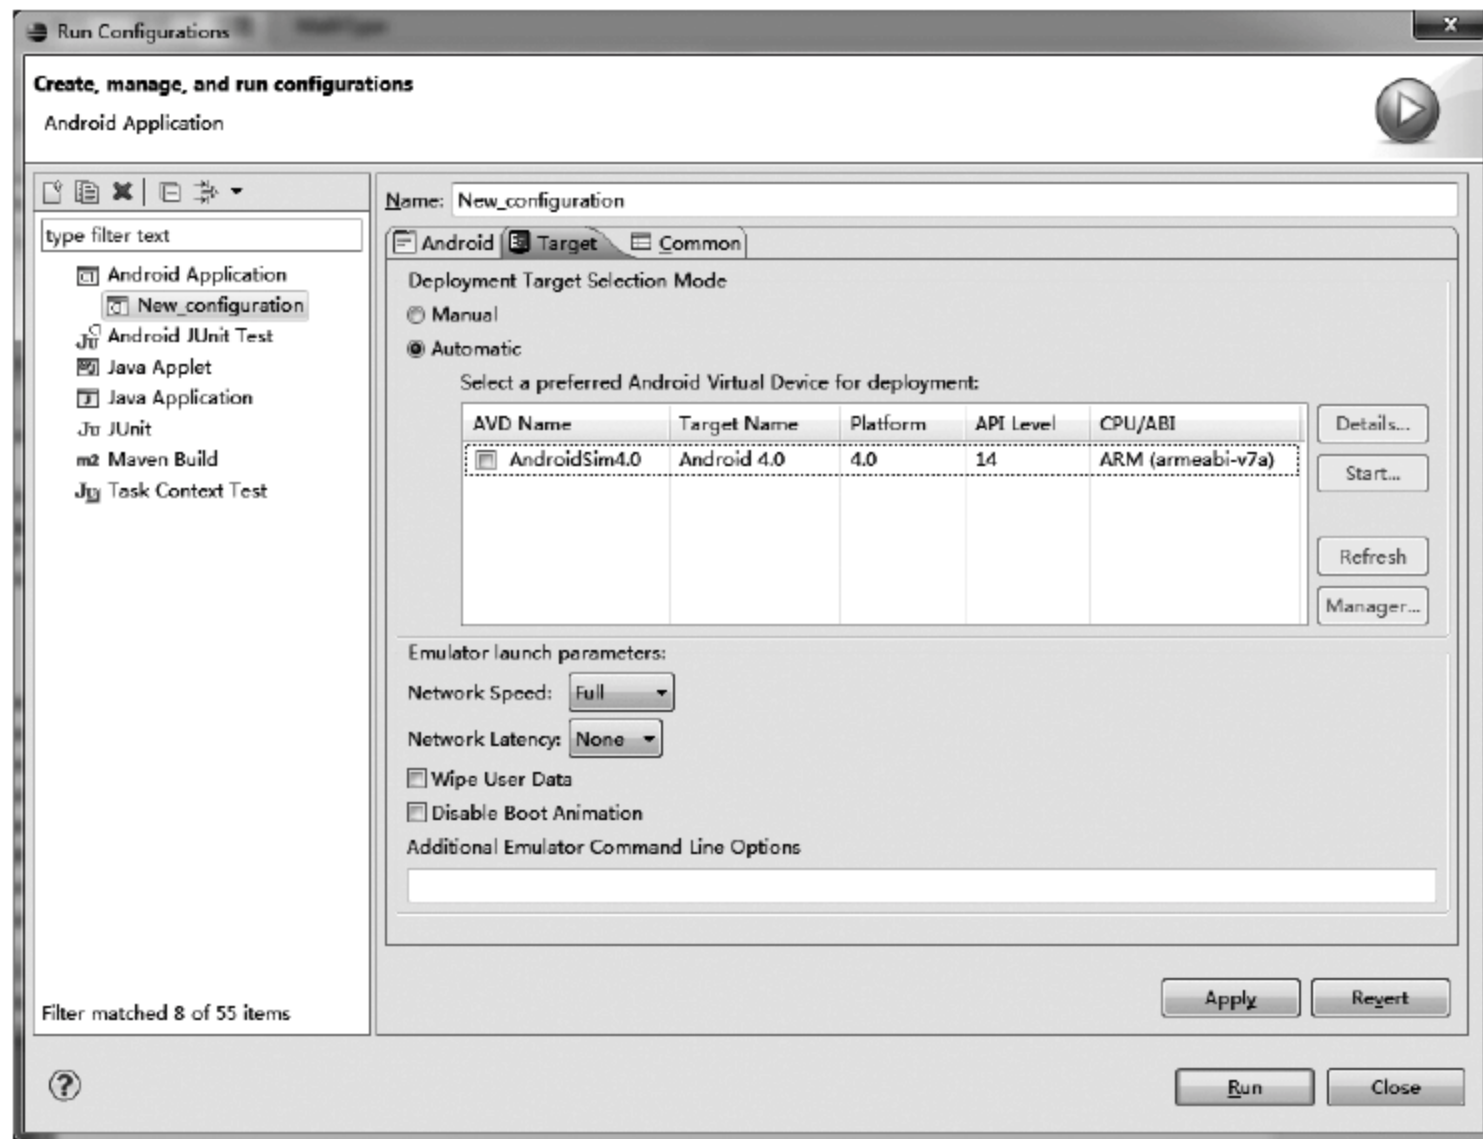 Run Configurations
Create, manage, and run configurations
Android Application
type filter text
Android Application
New_configuration
Android JUnit Test
Java Applet
Java Application
Ju JUnit
m2 Maven Build
Ju Task Context Test
Filter matched 8 of 55 items
Name: New_configuration
Android Target Common
Deployment Target Selection Mode
Manual
Automatic
Select a preferred Android Virtual Device for deployment:
AVD Name Target Name Platform API Level CPU/ABI
AndroidSim4.0 Android 4.0 4.0 14 ARM (armeabi-v7a)
Details...
Start...
Refresh
Manager...
Emulator launch parameters:
Network Speed: Full
Network Latency: None
Wipe User Data
Disable Boot Animation
Additional Emulator Command Line Options
Apply Revert
Run Close